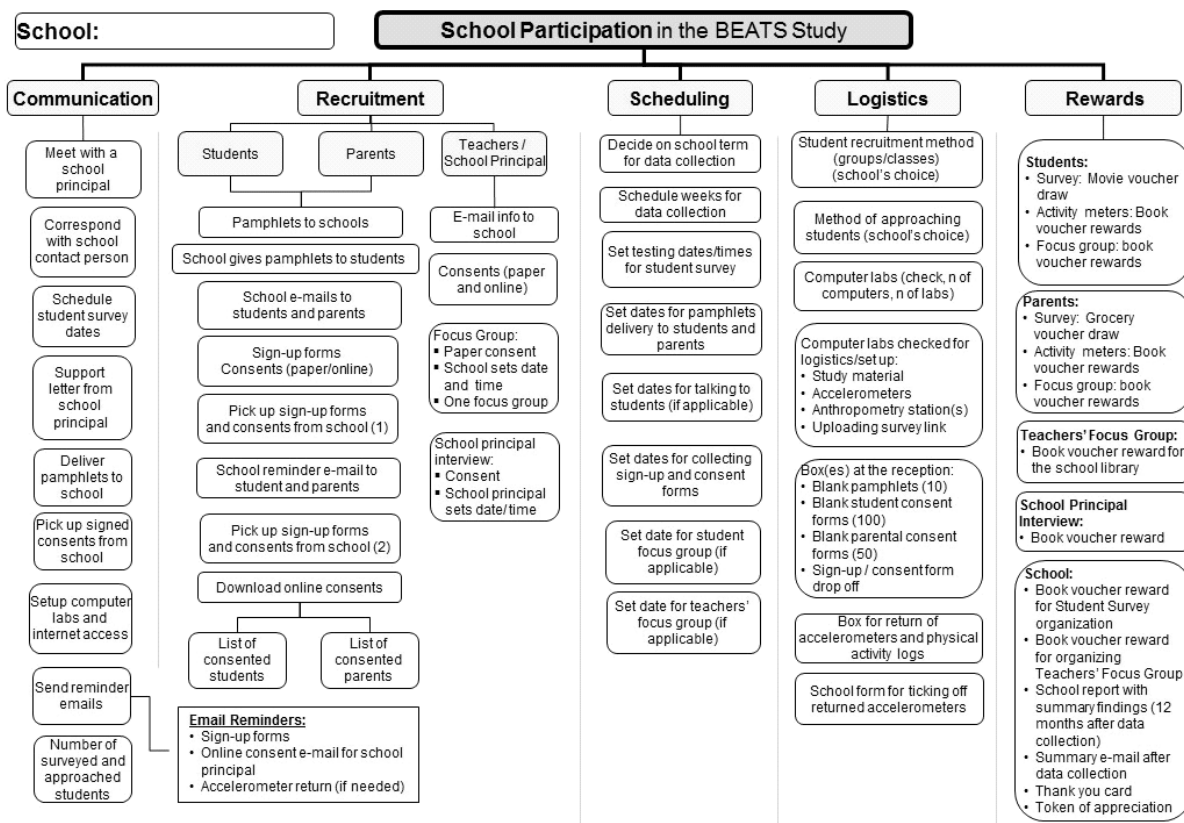 School:
School Participation in the BEATS Study
Communication
Meet with a
school
principal
Correspond
with school
contact person
Schedule
student survey
dates
Support
letter from
school
principal
Deliver
pamphlets to
school
Pick up signed
consents from
school
Setup computer
labs and
internet access
Send reminder
emails
Number of
surveyed and
approached
students
Recruitment
Students
Parents
Teachers /
School Principal
Pamphlets to schools
School gives pamphlets to students
School e-mails to
students and parents
Sign-up forms
Consents (paper/online)
Pick up sign-up forms
and consents from school (1)
School reminder e-mail to
student and parents
Pick up sign-up forms
and consents from school (2)
Download online consents
List of
consented
students
List of
consented
parents
Email Reminders:
• Sign-up forms
• Online consent e-mail for school
principal
• Accelerometer return (if needed)
E-mail info to
school
Consents (paper
and online)
Focus Group:
▪ Paper consent
▪ School sets date
and time
▪ One focus group
School principal
interview:
▪ Consent
▪ School principal
sets date/time
Scheduling
Decide on school term
for data collection
Schedule weeks for
data collection
Set testing dates/times
for student survey
Set dates for pamphlets
delivery to students and
parents
Set dates for talking to
students (if applicable)
Set dates for collecting
sign-up and consent
forms
Set date for student
focus group (if
applicable)
Set date for teachers'
focus group (if
applicable)
Logistics
Student recruitment method
(groups/classes)
(school's choice)
Method of approaching
students (school's choice)
Computer labs (check, n of
computers, n of labs)
Computer labs checked for
logistics/set up:
• Study material
• Accelerometers
• Anthropometry station(s)
• Uploading survey link
Box(es) at the reception:
• Blank pamphlets (10)
• Blank student consent
forms (100)
• Blank parental consent
forms (50)
• Sign-up / consent form
drop off
Box for return of
accelerometers and physical
activity logs
School form for ticking off
returned accelerometers
Rewards
Students:
• Survey: Movie voucher
draw
• Activity meters: Book
voucher rewards
• Focus group: book
voucher rewards
Parents:
• Survey: Grocery
voucher draw
• Activity meters: Book
voucher rewards
• Focus group: book
voucher rewards
Teachers' Focus Group:
• Book voucher reward for
the school library
School Principal
Interview:
• Book voucher reward
School:
• Book voucher reward
for Student Survey
organization
• Book voucher reward
for organizing
Teachers' Focus Group
• School report with
summary findings (12
months after data
collection)
• Summary e-mail after
data collection
• Thank you card
• Token of appreciation